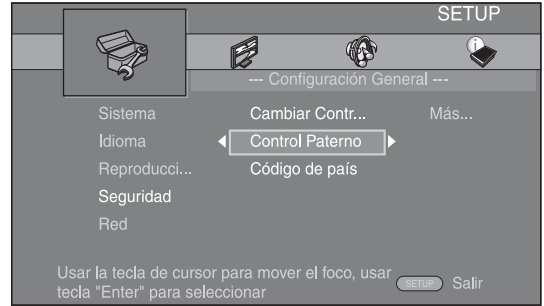 SETUP
--- Configuración General ---
Sistema
Cambiar Contr...
Más...
Idioma
Control Paterno
Reproducci...
Código de país
Seguridad
Red
Usar la tecla de cursor para mover el foco, usar
tecla "Enter" para seleccionar
SETUP Salir